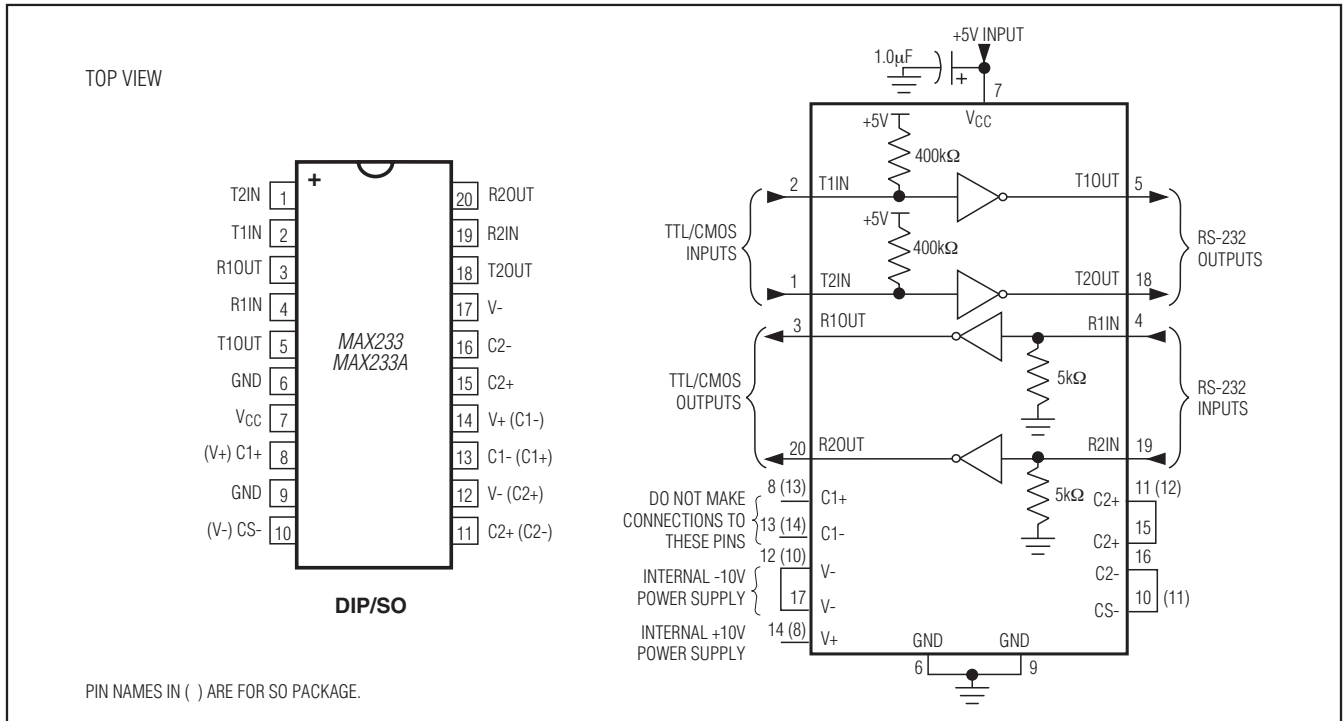 TOP VIEW
T2IN 1
T1IN 2
R1OUT 3
R1IN 4
T1OUT 5
GND 6
VCC 7
(V+) C1+ 8
GND 9
(V-) CS- 10
+
MAX233
MAX233A
20 R2OUT
19 R2IN
18 T2OUT
17 V-
16 C2-
15 C2+
14 V+ (C1-)
13 C1- (C1+)
12 V- (C2+)
11 C2+ (C2-)
DIP/SO
PIN NAMES IN ( ) ARE FOR SO PACKAGE.
+5V INPUT
1.0μF
+
7
VCC
+5V
400kΩ
2 T1IN
T1OUT 5
+5V
400kΩ
TTL/CMOS
INPUTS
RS-232
OUTPUTS
1 T2IN
T2OUT 18
3 R1OUT
R1IN 4
5kΩ
TTL/CMOS
OUTPUTS
RS-232
INPUTS
20 R2OUT
R2IN 19
5kΩ
DO NOT MAKE
CONNECTIONS TO
THESE PINS
8 (13) C1+
13 (14) C1-
INTERNAL -10V
POWER SUPPLY
12 (10) V-
17 V-
INTERNAL +10V
POWER SUPPLY
14 (8) V+
C2+ 11 (12)
C2+ 15
C2- 16
CS- 10 (11)
GND GND
6 9